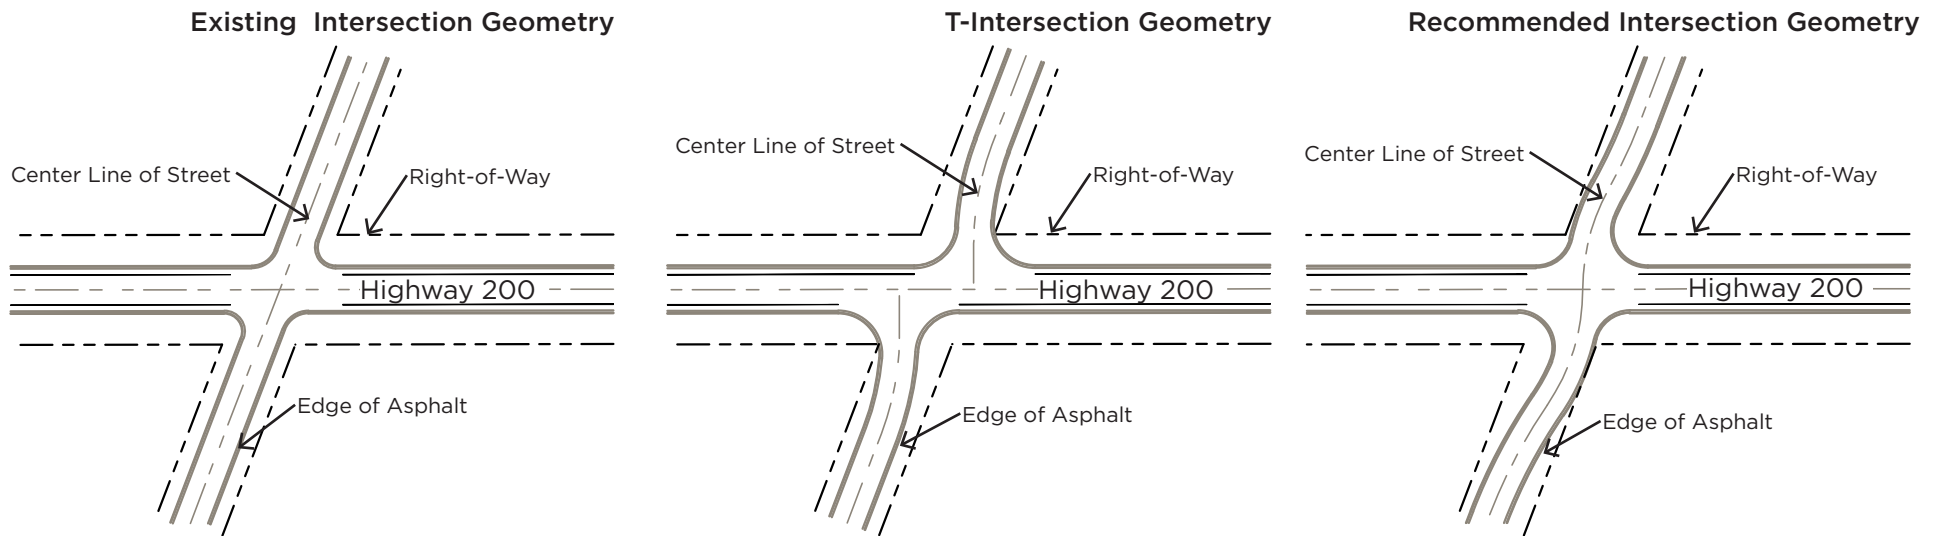 Existing  Intersection Geometry
Center Line of Street
Right-of-Way
Highway 200
Edge of Asphalt
T-Intersection Geometry
Center Line of Street
Right-of-Way
Highway 200
Edge of Asphalt
Recommended Intersection Geometry
Center Line of Street
Right-of-Way
Highway 200
Edge of Asphalt